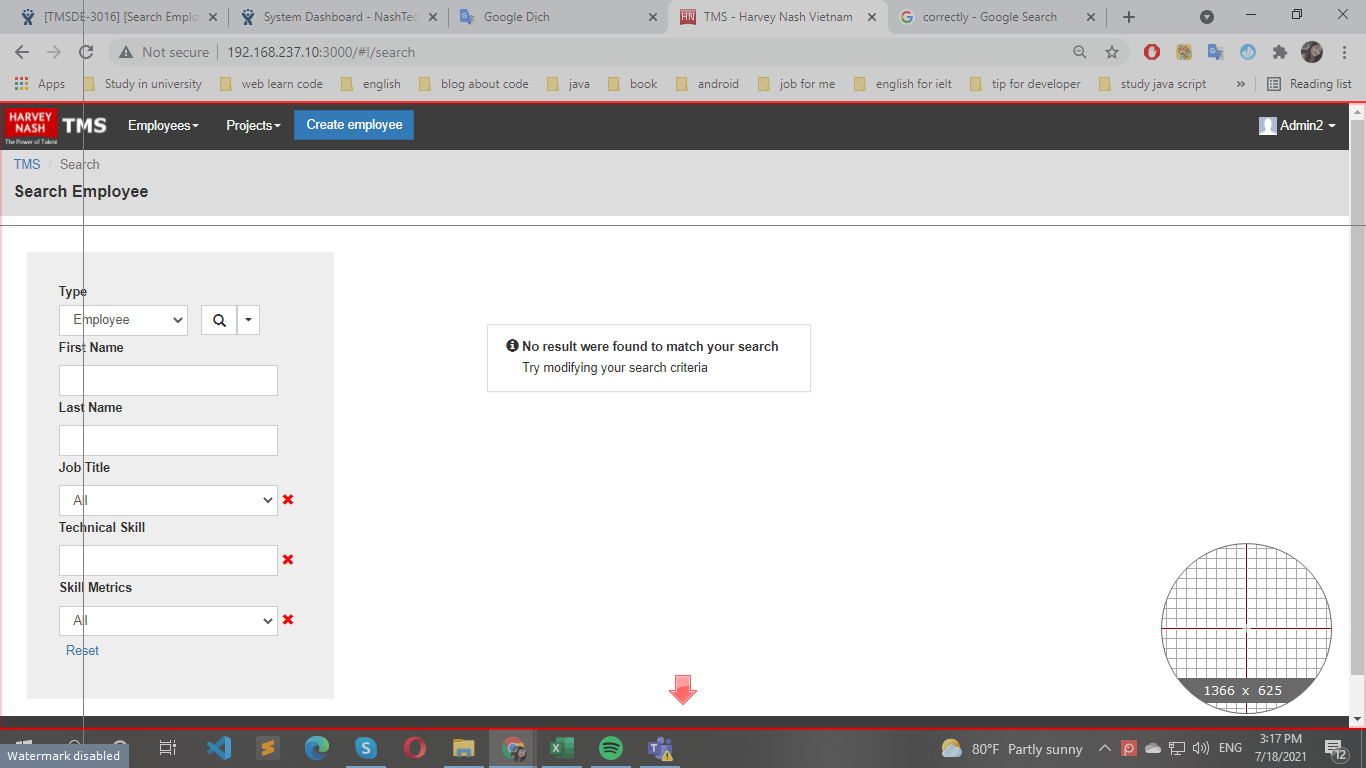 [TMSDE-3016] [Search Emplo
System Dashboard - NashTec
Google Dịch
TMS - Harvey Nash Vietnam
correctly - Google Search
Not secure
192.168.237.10:3000/#!/search
Apps
Study in university
web learn code
english
blog about code
java
book
android
job for me
english for ielt
tip for developer
study java script
»
Reading list
HARVEY
NASH
The Power of Talent
TMS
Employees
Projects
Create employee
Admin2
TMS / Search
Search Employee
Type
Employee
First Name
Last Name
Job Title
All
Technical Skill
Skill Metrics
All
Reset
No result were found to match your search
Try modifying your search criteria
1366 x 625
Watermark disabled
80°F Partly sunny
ENG
3:17 PM
7/18/2021
12